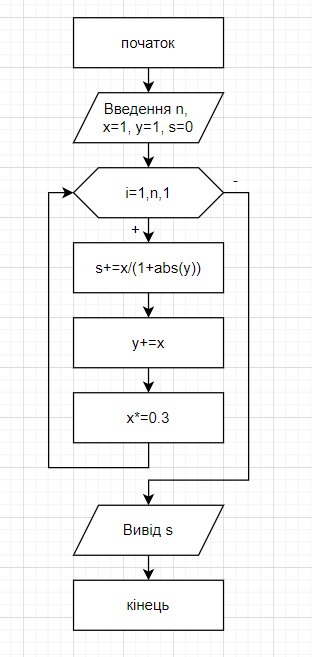 початок
Введення n,
x=1, y=1, s=0
i=1,n,1
-
+
s+=x/(1+abs(y))
y+=x
x*=0.3
Вивід s
кінець